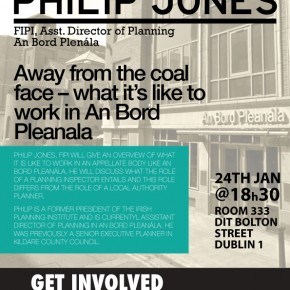 PHILIP JONES
FIPI, Asst. Director of Planning
An Bord Plenála
Away from the coal
face – what it's like to
work in An Bord
Pleanala
An Bord Pleanála
PHILIP JONES, FIPI WILL GIVE AN OVERVIEW OF WHAT
IT IS LIKE TO WORK IN AN APPELLATE BODY LIKE AN
BORD PLEANALA. HE WILL DISCUSS WHAT THE ROLE
OF A PLANNING INSPECTOR ENTAILS AND THIS ROLE
DIFFERS FROM THE ROLE OF A LOCAL AUTHORITY
PLANNER.
PHILIP IS A FORMER PRESIDENT OF THE IRISH
PLANNING INSTITUTE AND IS CURRENTLY, ASSISTANT
DIRECTOR OF PLANNING IN AN BORD PLEANALA. HE
WAS PREVIOUSLY A SENIOR EXECUTIVE PLANNER IN
KILDARE COUNTY COUNCIL.
24TH JAN
@18h30
ROOM 333
DIT BOLTON
STREET
DUBLIN 1
GET INVOLVED